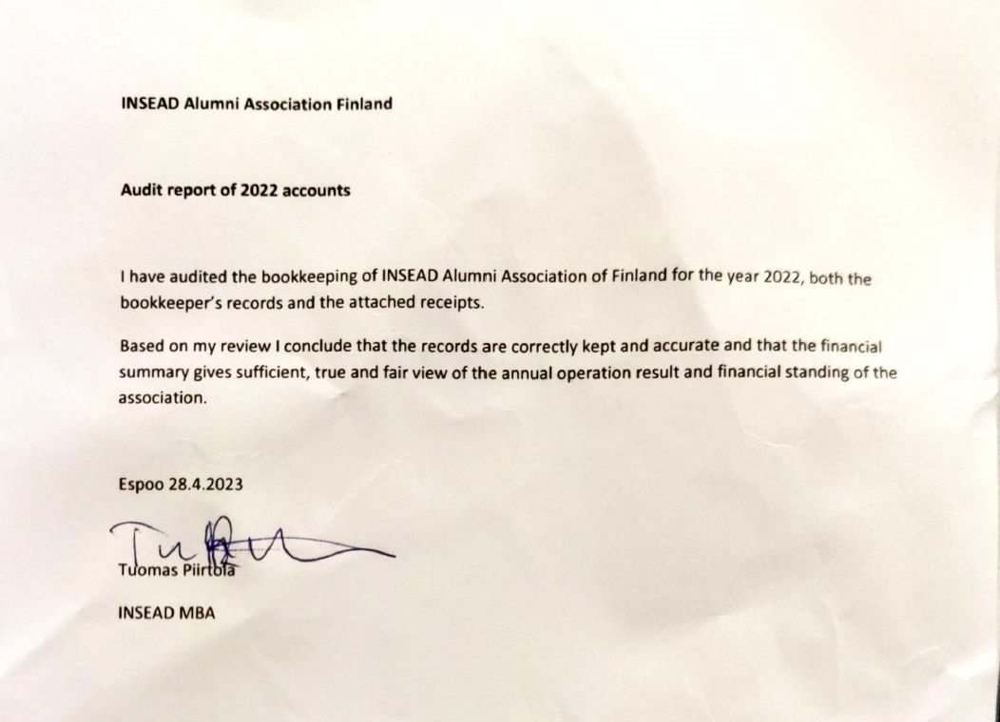 INSEAD Alumni Association Finland
Audit report of 2022 accounts
I have audited the bookkeeping of INSEAD Alumni Association of Finland for the year 2022, both the
bookkeeper's records and the attached receipts.
Based on my review I conclude that the records are correctly kept and accurate and that the financial
summary gives sufficient, true and fair view of the annual operation result and financial standing of the
association.
Espoo 28.4.2023
Tuomas Piirtola
INSEAD MBA